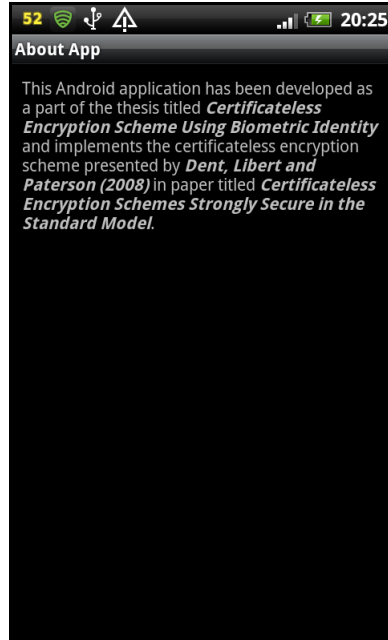 52 20:25
About App
This Android application has been developed as
a part of the thesis titled Certificateless
Encryption Scheme Using Biometric Identity
and implements the certificateless encryption
scheme presented by Dent, Libert and
Paterson (2008) in paper titled Certificateless
Encryption Schemes Strongly Secure in the
Standard Model.